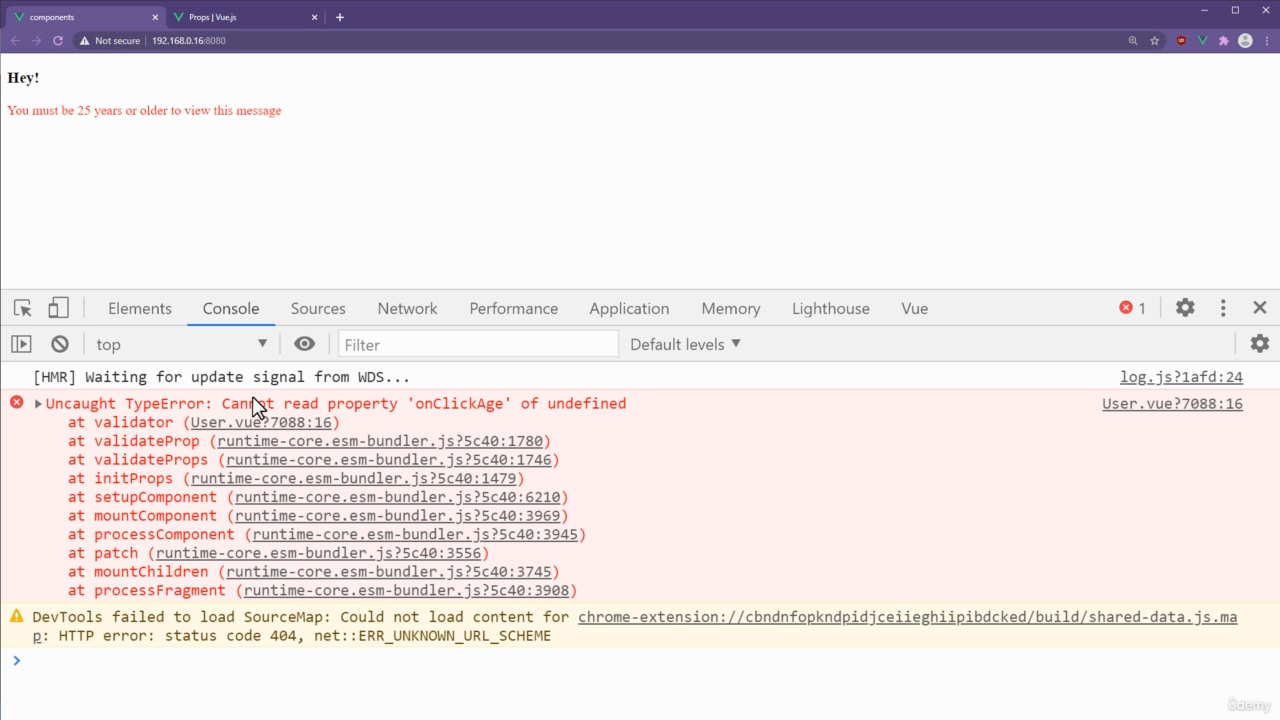 components
Props | Vue.js
Not secure
192.168.0.16:8080
Hey!
You must be 25 years or older to view this message
Elements
Console
Sources
Network
Performance
Application
Memory
Lighthouse
Vue
1
top
Filter
Default levels
[HMR] Waiting for update signal from WDS...
log.js?1afd:24
Uncaught TypeError: Cannot read property 'onClickAge' of undefined
User.vue?7088:16
at validator (User.vue?7088:16)
at validateProp (runtime-core.esm-bundler.js?5c40:1780)
at validateProps (runtime-core.esm-bundler.js?5c40:1746)
at initProps (runtime-core.esm-bundler.js?5c40:1479)
at setupComponent (runtime-core.esm-bundler.js?5c40:6210)
at mountComponent (runtime-core.esm-bundler.js?5c40:3969)
at processComponent (runtime-core.esm-bundler.js?5c40:3945)
at patch (runtime-core.esm-bundler.js?5c40:3556)
at mountChildren (runtime-core.esm-bundler.js?5c40:3745)
at processFragment (runtime-core.esm-bundler.js?5c40:3908)
DevTools failed to load SourceMap: Could not load content for chrome-extension://cbndnfopkndpidjceiieghiipibdcked/build/shared-data.js.ma
p: HTTP error: status code 404, net::ERR_UNKNOWN_URL_SCHEME
ûdemy